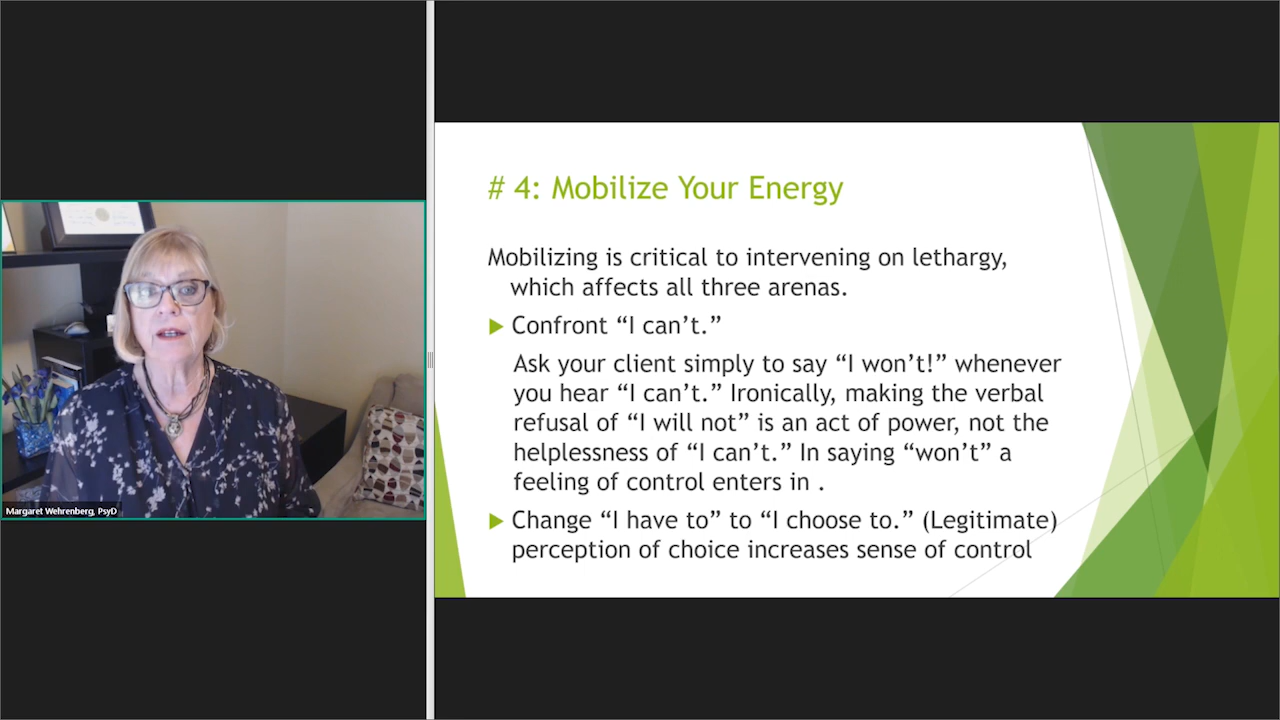 # 4: Mobilize Your Energy
Mobilizing is critical to intervening on lethargy,
which affects all three arenas.
Confront “I can’t.”
Ask your client simply to say “I won’t!” whenever
you hear “I can’t.” Ironically, making the verbal
refusal of “I will not” is an act of power, not the
helplessness of “I can’t.” In saying “won’t” a
feeling of control enters in .
Change “I have to” to “I choose to.” (Legitimate)
perception of choice increases sense of control
Margaret Wehrenberg, PsyD